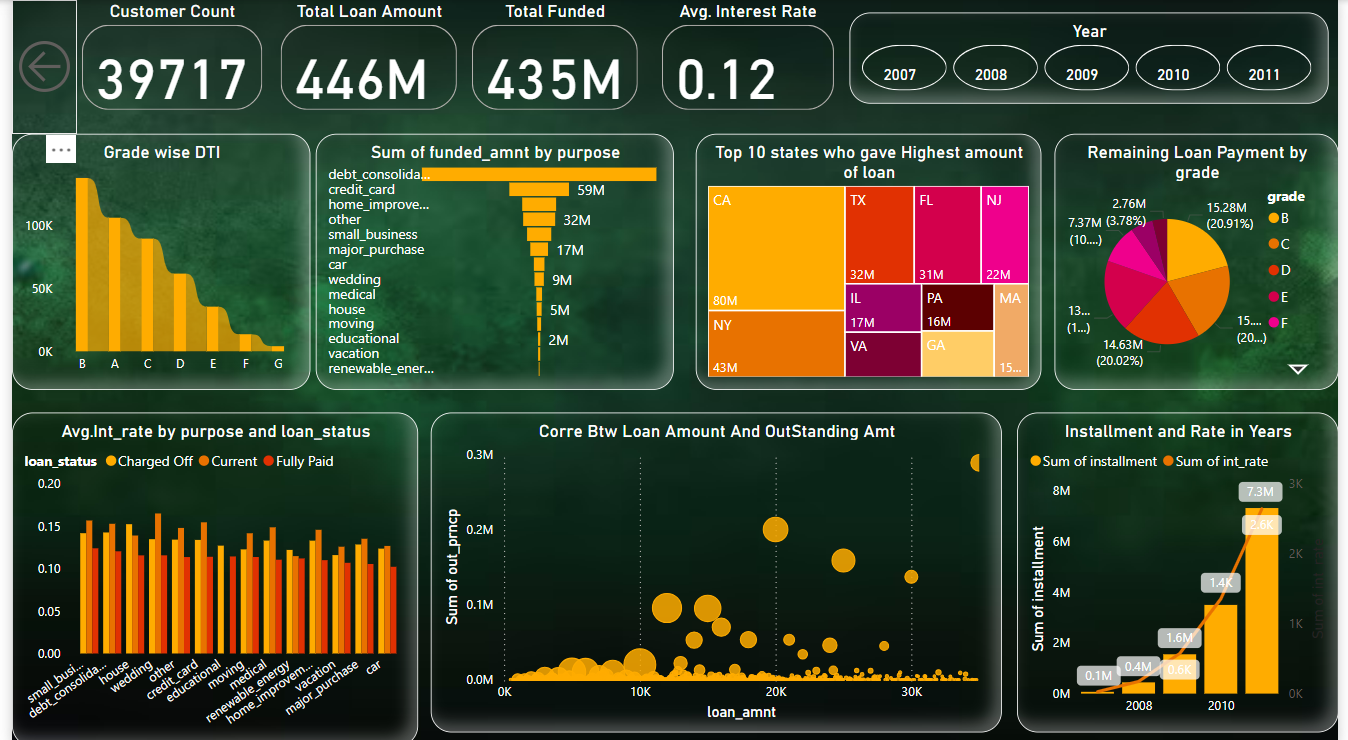 Customer Count
39717
Total Loan Amount
446M
Total Funded
435M
Avg. Interest Rate
0.12
Year
2007 2008 2009 2010 2011
Grade wise DTI
100K
50K
0K
B A C D E F G
Sum of funded_amnt by purpose
debt_consolida...
credit_card 59M
home_improve...
other 32M
small_business
major_purchase 17M
car
wedding 9M
medical
house 5M
moving
educational 2M
vacation
renewable_ener...
Top 10 states who gave Highest amount
of loan
CA TX FL NJ
32M 31M 22M
80M
IL PA MA
17M 16M
NY VA GA
43M 15...
Remaining Loan Payment by
grade
grade
B
C
D
E
F
2.76M
(3.78%)
15.28M
(20.91%)
7.37M
(10....)
13...
(1...)
15....
(20...)
14.63M
(20.02%)
Avg.Int_rate by purpose and loan_status
loan_status Charged Off Current Fully Paid
0.20
0.15
0.10
0.05
0.00
small_busi...
debt_consolida...
house
wedding
other
credit_card
educational
moving
medical
renewable_energy
home_improvem...
vacation
major_purchase
car
Corre Btw Loan Amount And OutStanding Amt
Sum of out_prncp
0.3M
0.2M
0.1M
0.0M
0K 10K 20K 30K
loan_amnt
Installment and Rate in Years
Sum of installment Sum of int_rate
Sum of installment
8M
6M
4M
2M
0M
3K
2K
1K
0K
Sum of int_rate
0.1M
0.4M
1.6M
0.6K
1.4K
7.3M
2.6K
2008 2010